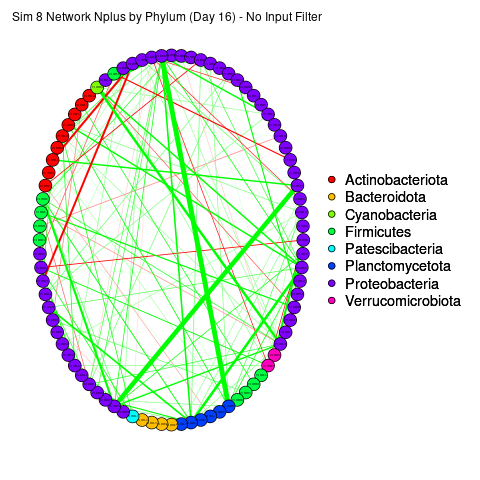 Sim 8 Network Nplus by Phylum (Day 16) - No Input Filter
Actinobacteriota
Bacteroidota
Cyanobacteria
Firmicutes
Patescibacteria
Planctomycetota
Proteobacteria
Verrucomicrobiota